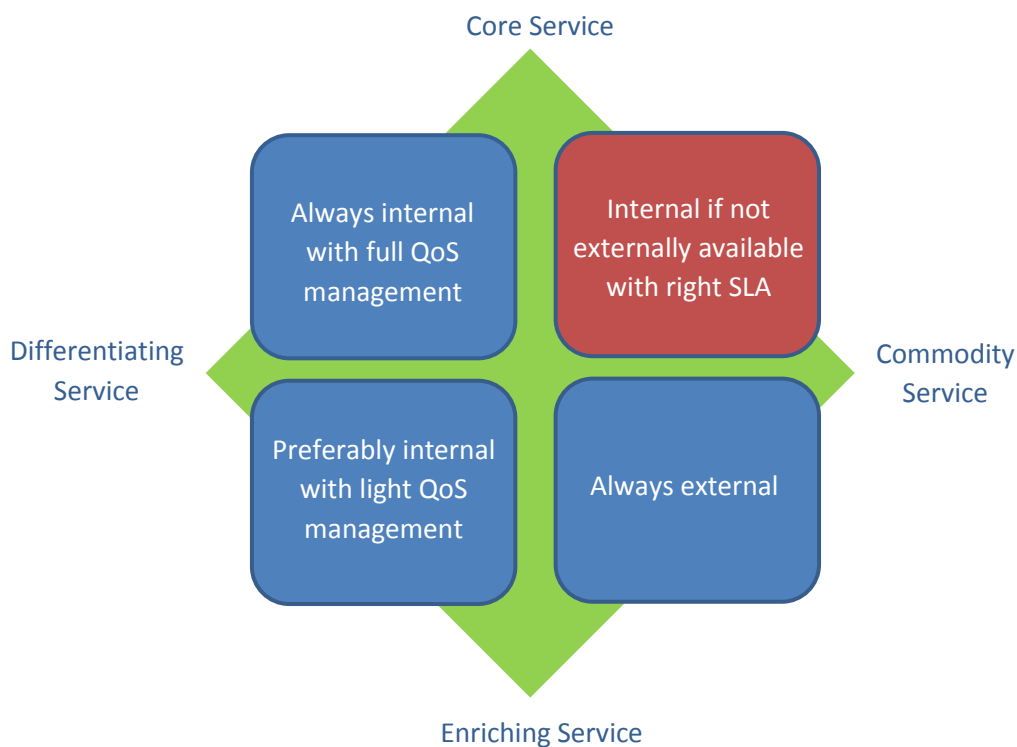 Core Service
Always internal
with full QoS
management
Internal if not
externally available
with right SLA
Differentiating
Service
Commodity
Service
Preferably internal
with light QoS
management
Always external
Enriching Service